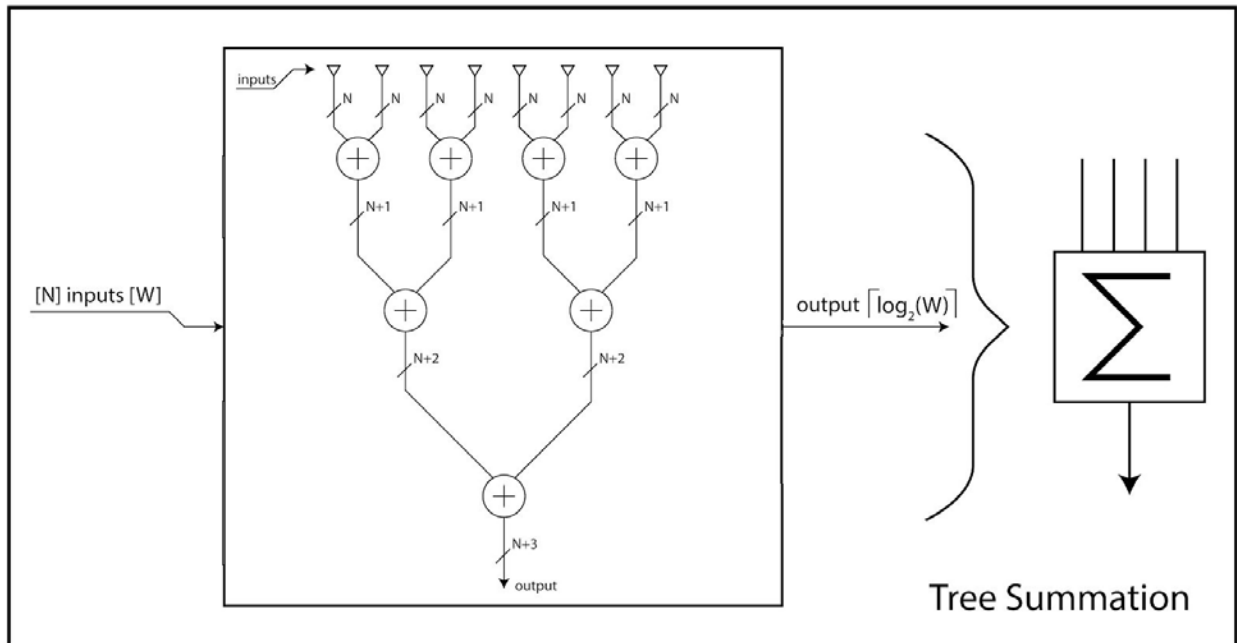 inputs
N N N N N N N N
+ + + +
N+1 N+1 N+1 N+1
+ +
[N] inputs [W]
output ⌈log₂(W)⌉
Σ
N+2 N+2
+
N+3
output
Tree Summation